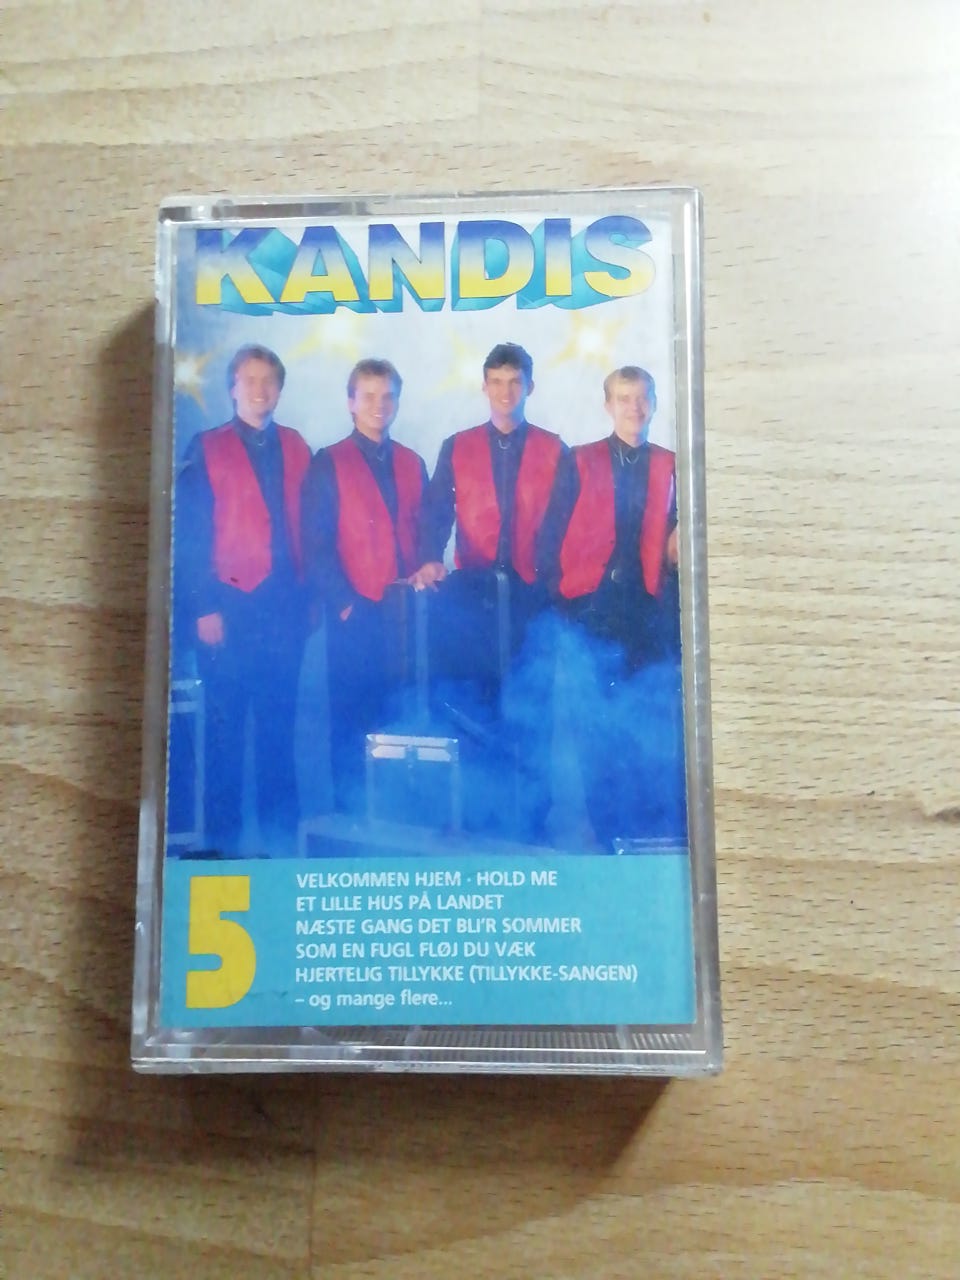 KANDIS
5
VELKOMMEN HJEM · HOLD ME
ET LILLE HUS PÅ LANDET
NÆSTE GANG DET BLI'R SOMMER
SOM EN FUGL FLØJ DU VÆK
HJERTELIG TILLYKKE (TILLYKKE-SANGEN)
– og mange flere...